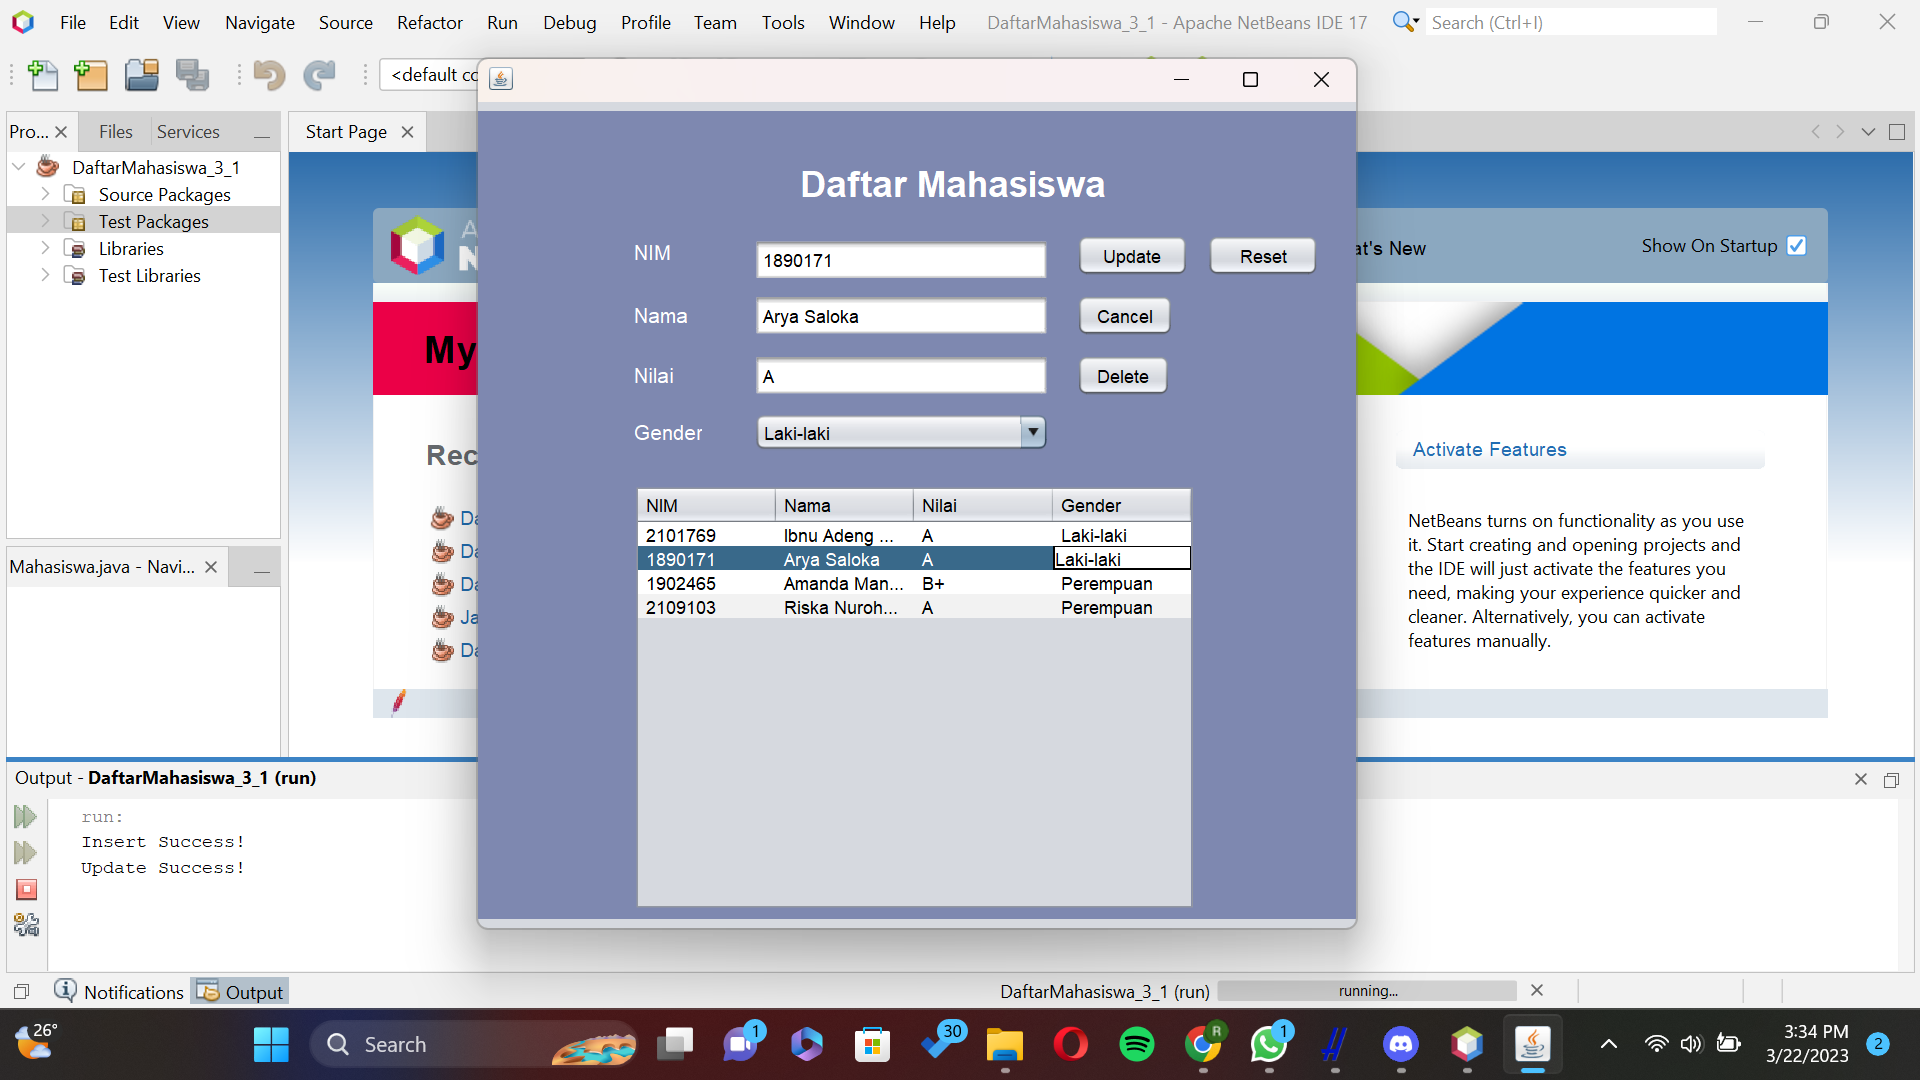 File Edit View Navigate Source Refactor Run Debug Profile Team Tools Window Help DaftarMahasiswa_3_1 - Apache NetBeans IDE 17 Search (Ctrl+I)
<default co
Pro... Files Services Start Page
DaftarMahasiswa_3_1
Source Packages
Test Packages
Libraries
Test Libraries
Mahasiswa.java - Navi...
My
Rec
at's New Show On Startup
Activate Features
NetBeans turns on functionality as you use
it. Start creating and opening projects and
the IDE will just activate the features you
need, making your experience quicker and
cleaner. Alternatively, you can activate
features manually.
Daftar Mahasiswa
NIM 1890171 Update Reset
Nama Arya Saloka Cancel
Nilai A Delete
Gender Laki-laki
NIM Nama Nilai Gender
2101769 Ibnu Adeng ... A Laki-laki
1890171 Arya Saloka A Laki-laki
1902465 Amanda Man... B+ Perempuan
2109103 Riska Nuroh... A Perempuan
Output - DaftarMahasiswa_3_1 (run)
run:
Insert Success!
Update Success!
Notifications Output DaftarMahasiswa_3_1 (run) running...
26° Search 1 30 R 1 3:34 PM 2
3/22/2023